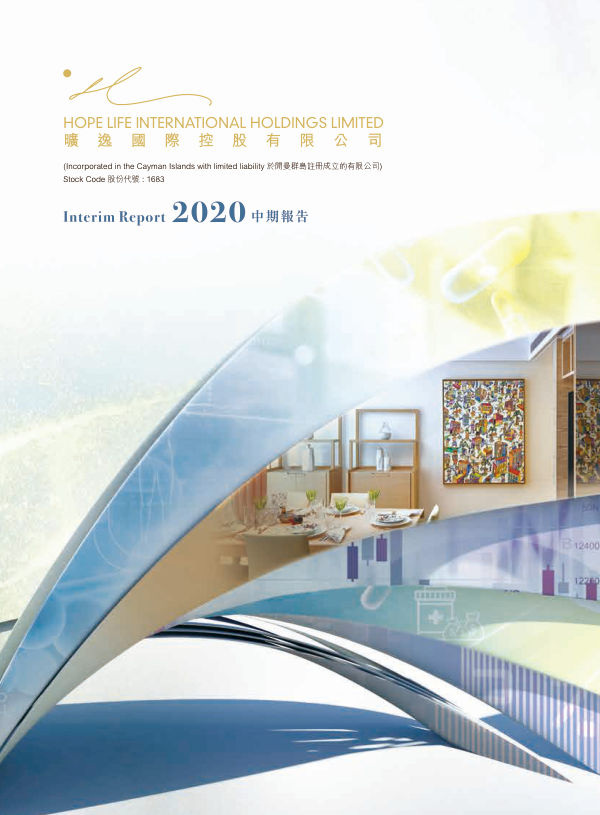 HOPE LIFE INTERNATIONAL HOLDINGS LIMITED
曠逸國際控股有限公司
(Incorporated in the Cayman Islands with limited liability 於開曼群島註冊成立的有限公司)
Stock Code 股份代號 : 1683
Interim Report 2020 中期報告
12400